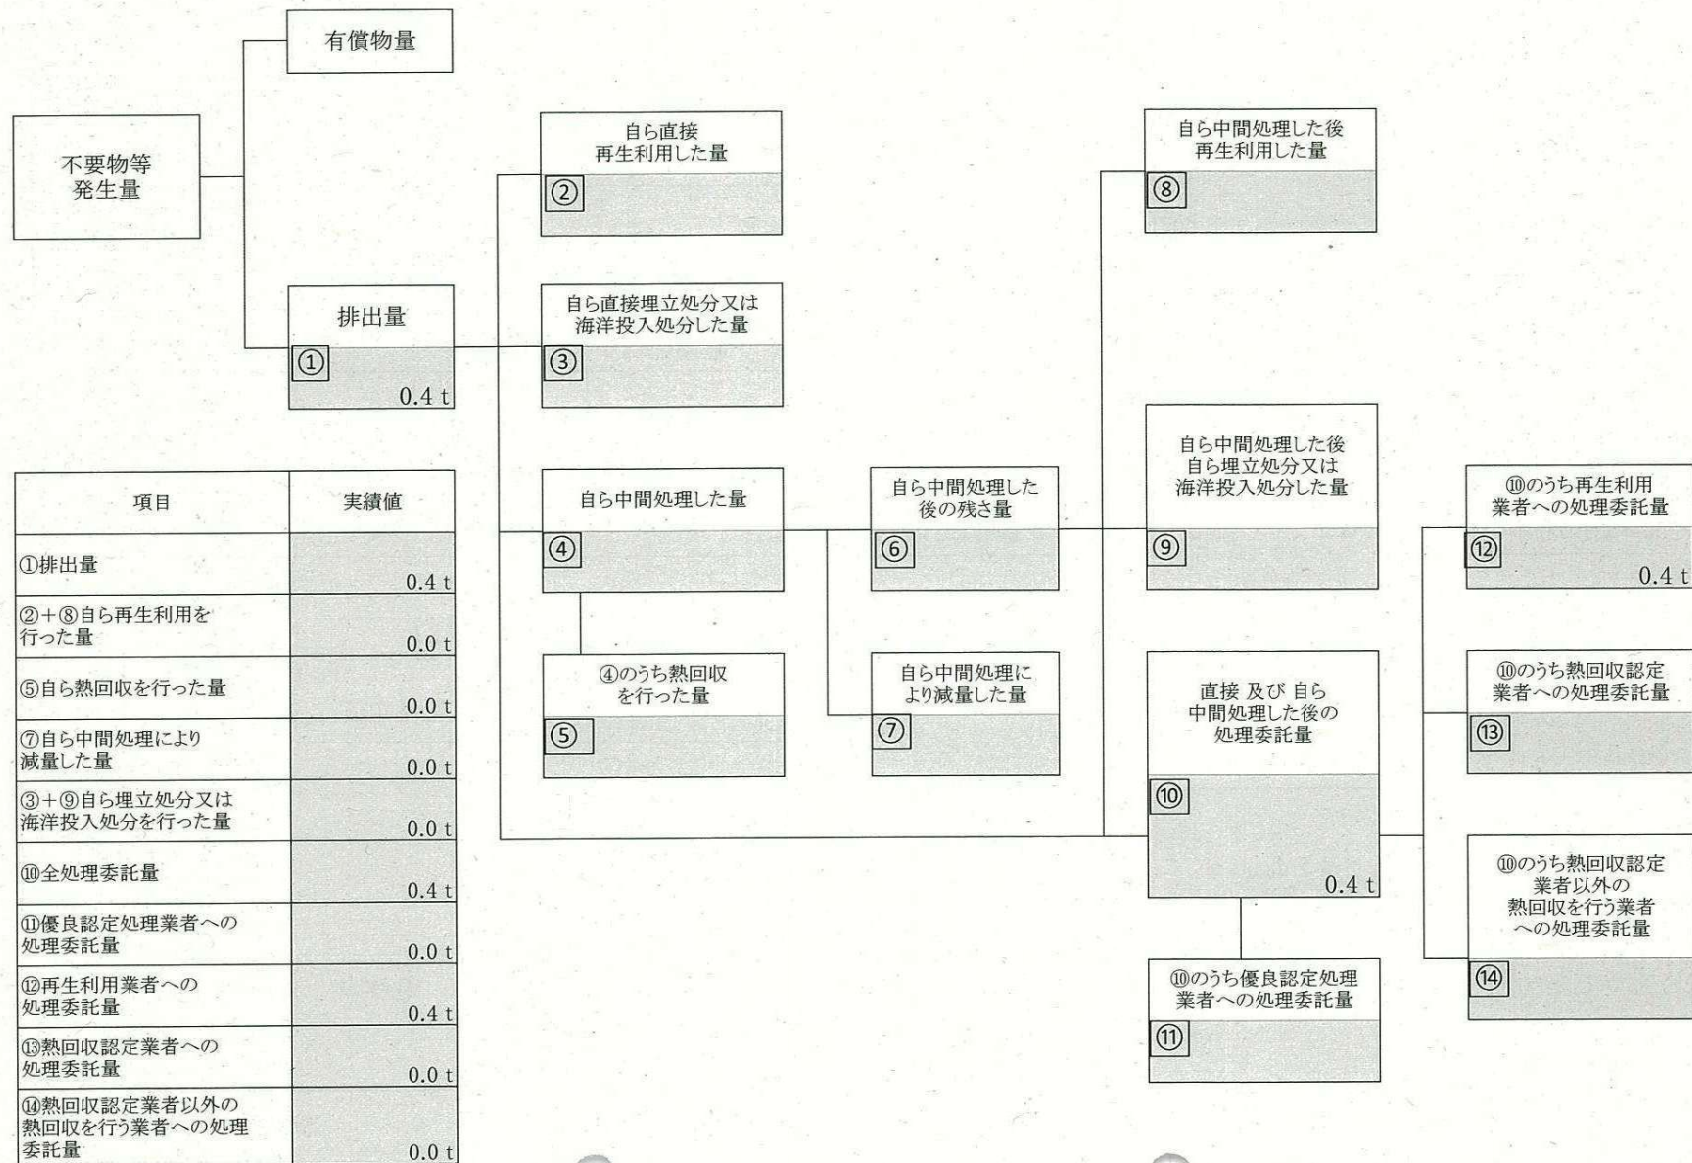 有償物量
不要物等
発生量
排出量
①
0.4 t
自ら直接
再生利用した量
②
自ら直接埋立処分又は
海洋投入処分した量
③
自ら中間処理した量
④
④のうち熱回収
を行った量
⑤
自ら中間処理した
後の残さ量
⑥
自ら中間処理に
より減量した量
⑦
自ら中間処理した後
再生利用した量
⑧
自ら中間処理した後
自ら埋立処分又は
海洋投入処分した量
⑨
直接 及び 自ら
中間処理した後の
処理委託量
⑩
0.4 t
⑩のうち優良認定処理
業者への処理委託量
⑪
⑩のうち再生利用
業者への処理委託量
⑫
0.4 t
⑩のうち熱回収認定
業者への処理委託量
⑬
⑩のうち熱回収認定
業者以外の
熱回収を行う業者
への処理委託量
⑭
項目 実績値
①排出量
0.4 t
②+⑧自ら再生利用を
行った量
0.0 t
⑤自ら熱回収を行った量
0.0 t
⑦自ら中間処理により
減量した量
0.0 t
③+⑨自ら埋立処分又は
海洋投入処分を行った量
0.0 t
⑩全処理委託量
0.4 t
⑪優良認定処理業者への
処理委託量
0.0 t
⑫再生利用業者への
処理委託量
0.4 t
⑬熱回収認定業者への
処理委託量
0.0 t
⑭熱回収認定業者以外の
熱回収を行う業者への処理
委託量
0.0 t